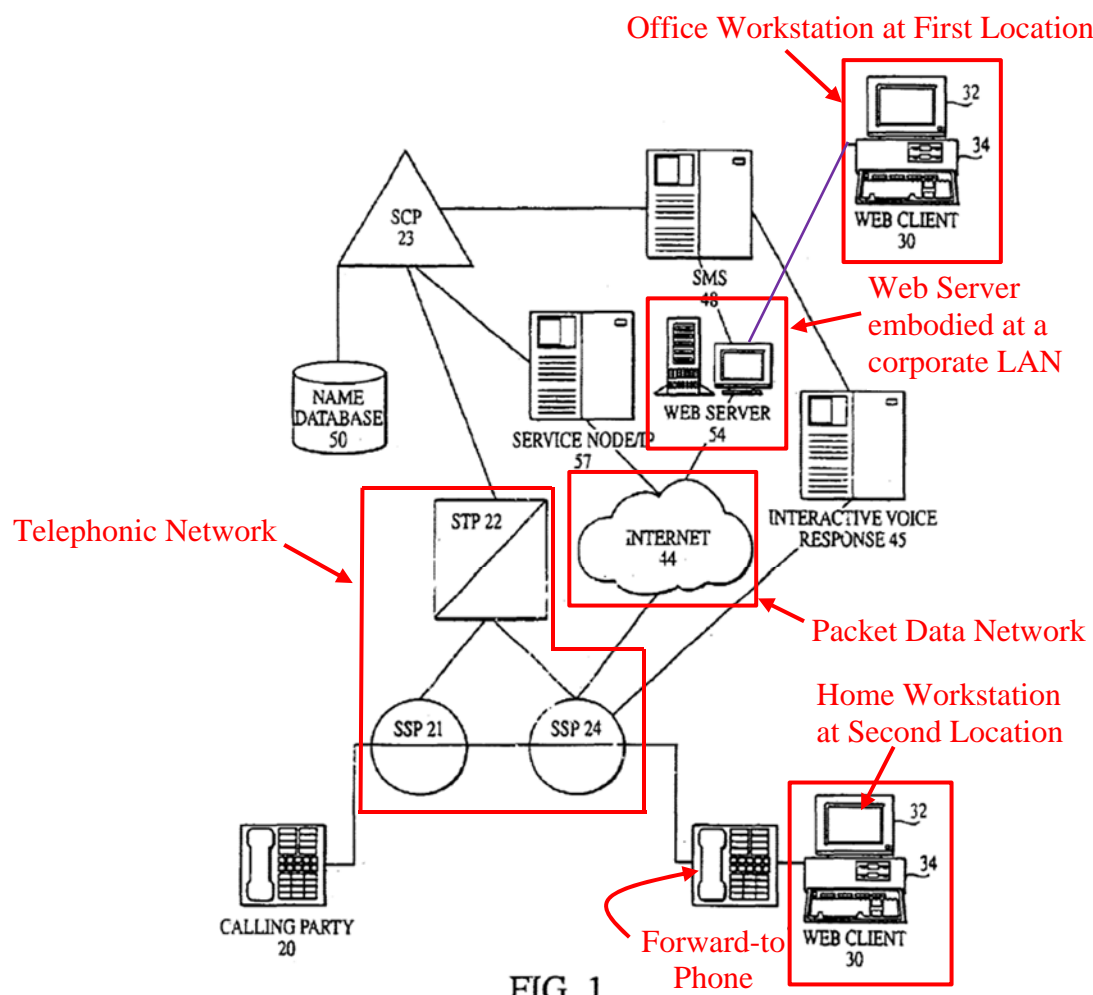 Office Workstation at First Location
32
34
WEB CLIENT
30
SCP
23
SMS
48
Web Server
embodied at a
corporate LAN
NAME
DATABASE
50
SERVICE NODE/IP
57
WEB SERVER
54
INTERACTIVE VOICE
RESPONSE 45
Telephonic Network
STP 22
INTERNET
44
Packet Data Network
Home Workstation
at Second Location
SSP 21
SSP 24
32
34
CALLING PARTY
20
Forward-to
Phone
WEB CLIENT
30
FIG. 1